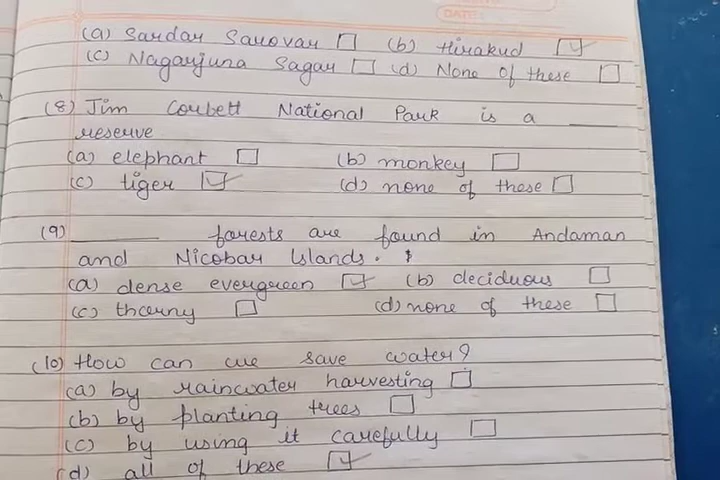 DATE:
(a) Sardar Sarovar (b) Hirakud
(c) Nagarjuna Sagar (d) None of these
(8) Jim Corbett National Park is a ____
reserve
(a) elephant (b) monkey
(c) tiger (d) none of these
(9) ____ forests are found in Andaman
and Nicobar Islands.
(a) dense evergreen (b) deciduous
(c) thorny (d) none of these
(10) How can we save water?
(a) by rainwater harvesting
(b) by planting trees
(c) by using it carefully
(d) all of these